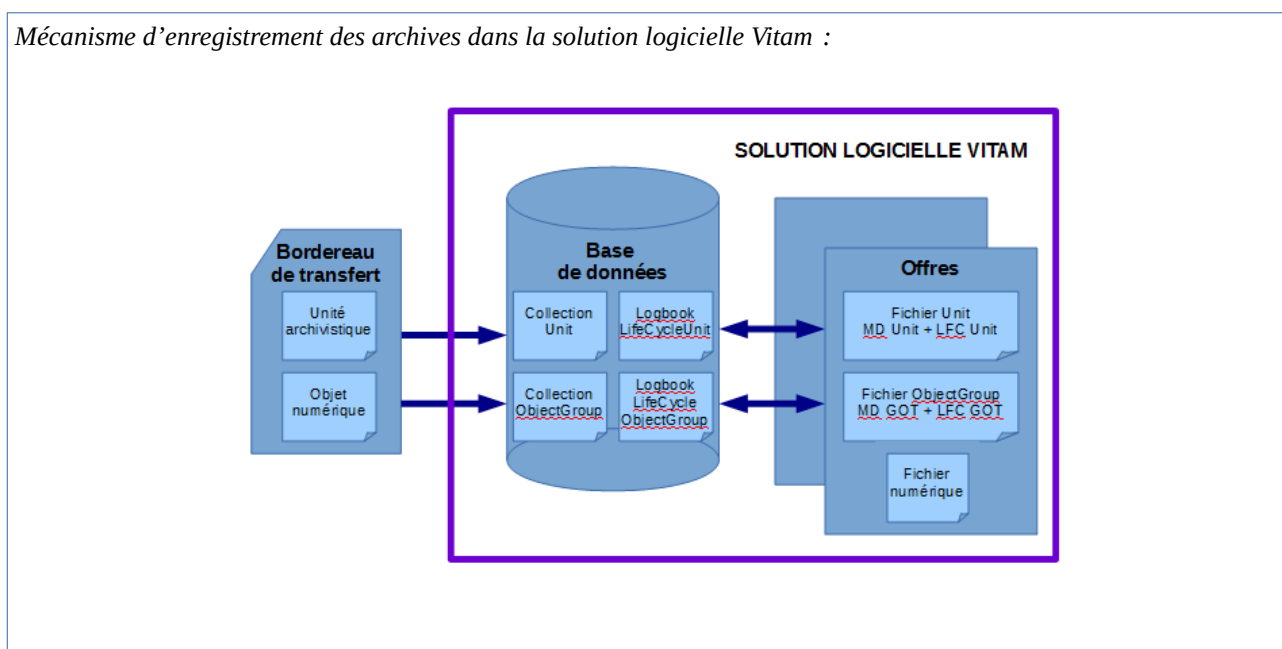 Mécanisme d’enregistrement des archives dans la solution logicielle Vitam :
SOLUTION LOGICIELLE VITAM
Bordereau
de transfert
Unité
archivistique
Objet
numérique
Base
de données
Collection
Unit
Logbook
LifeCycleUnit
Collection
ObjectGroup
Logbook
LifeCycle
ObjectGroup
Offres
Fichier Unit
MD Unit + LFC Unit
Fichier ObjectGroup
MD GOT + LFC GOT
Fichier
numérique